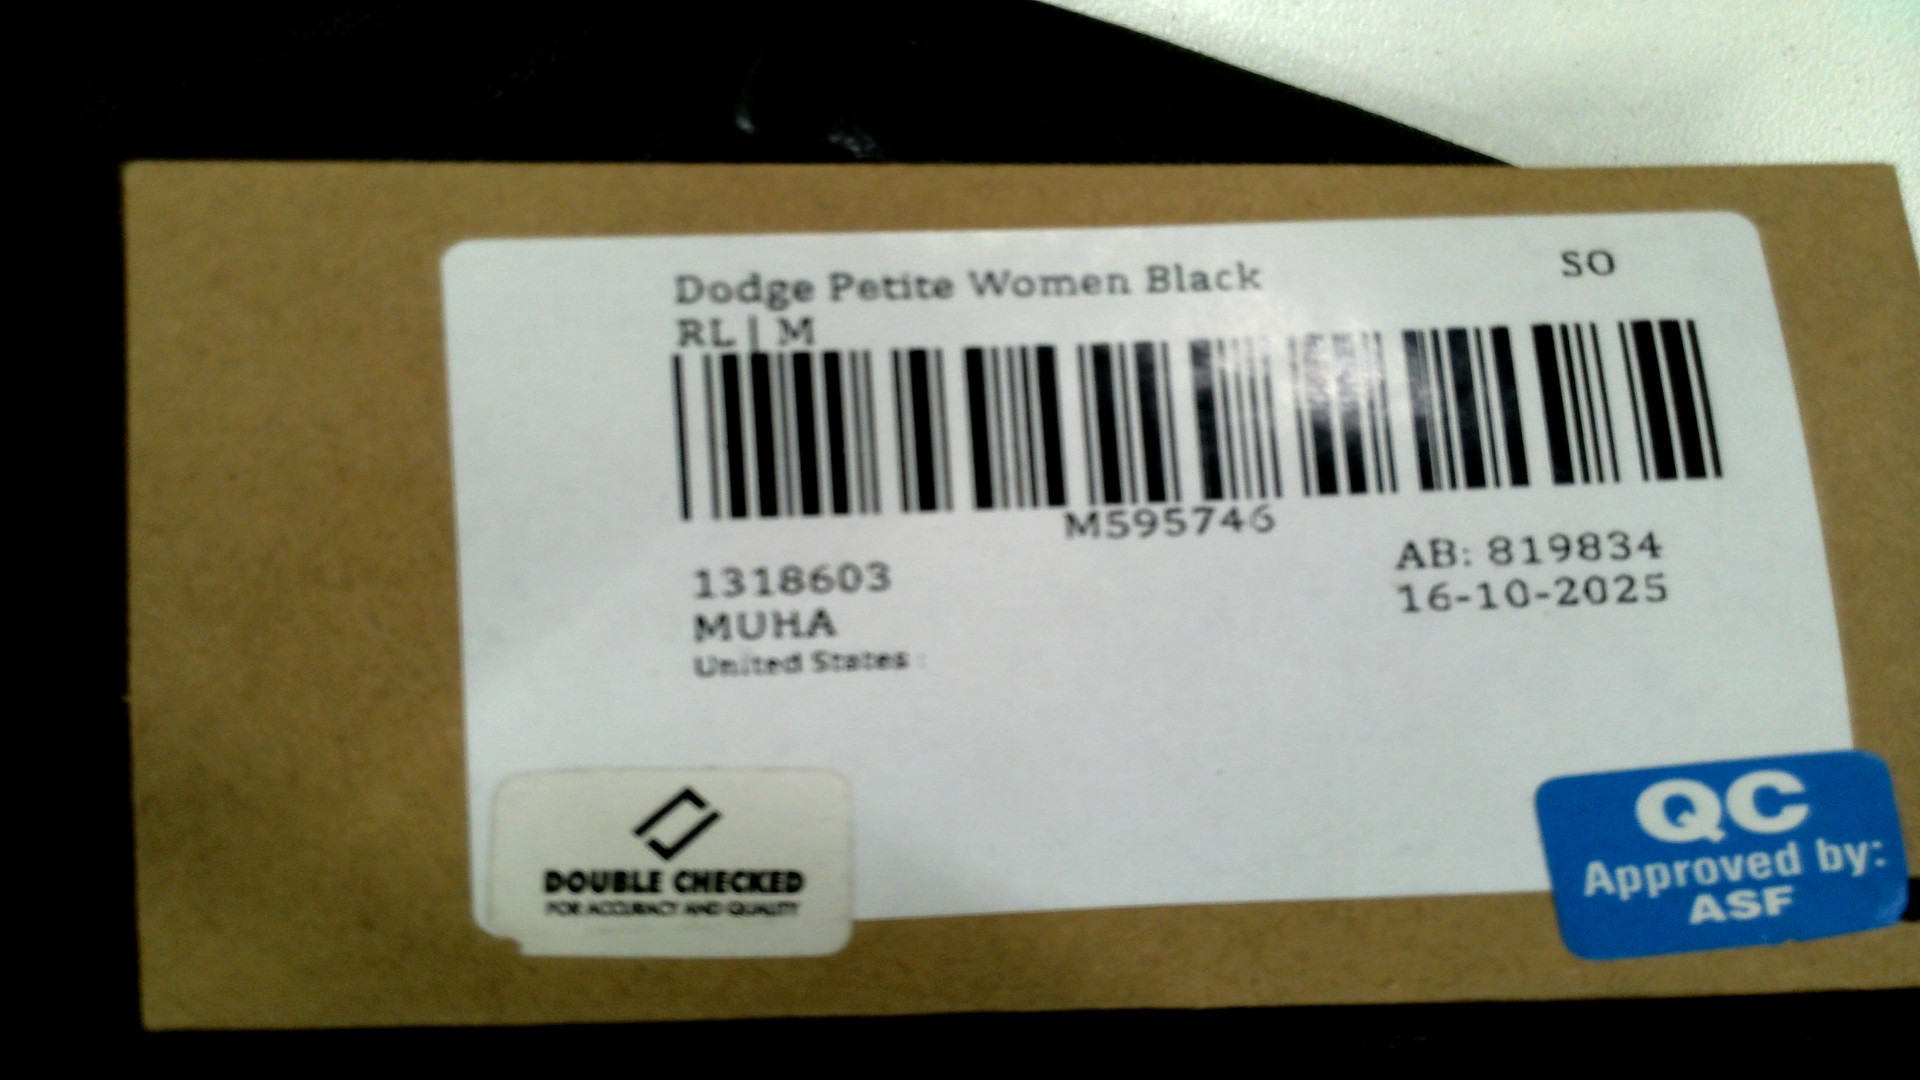 Dodge Petite Women Black
SO
RL | M
M595746
1318603
AB: 819834
MUHA
16-10-2025
United States
DOUBLE CHECKED
FOR ACCURACY AND QUALITY
QC
Approved by:
ASF